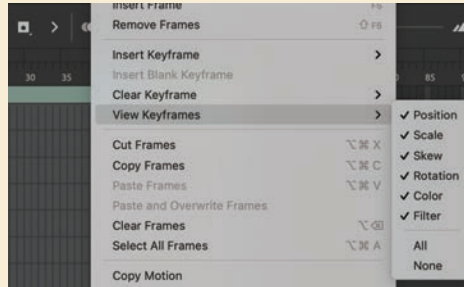 Insert Frame F5
Remove Frames ⇧ F5
Insert Keyframe >
30 35 85
Insert Blank Keyframe
Clear Keyframe >
View Keyframes >
✓ Position
✓ Scale
Cut Frames ⌥ ⌘ X
✓ Skew
Copy Frames ⌥ ⌘ C
✓ Rotation
Paste Frames ⌥ ⌘ V
✓ Color
Paste and Overwrite Frames
✓ Filter
Clear Frames ⌥ ⌫
Select All Frames ⌥ ⌘ A
All
None
Copy Motion